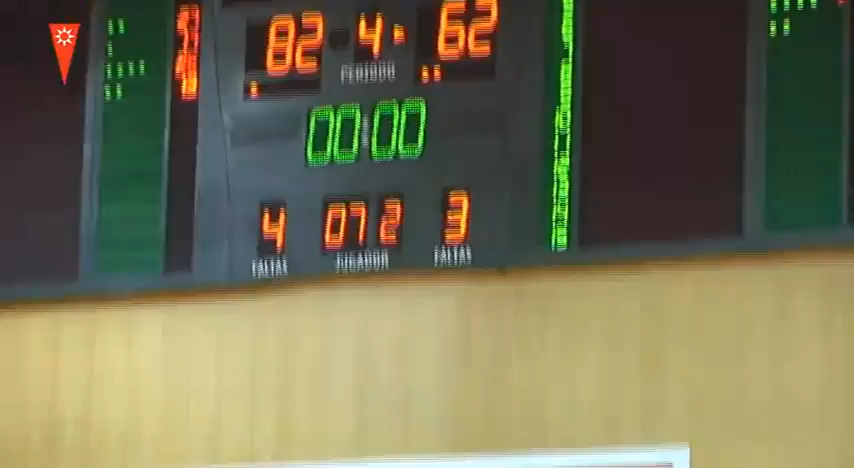 82 4 62
PERIODO
00:00
4 07 2 3
FALTAS JUGADOR FALTAS